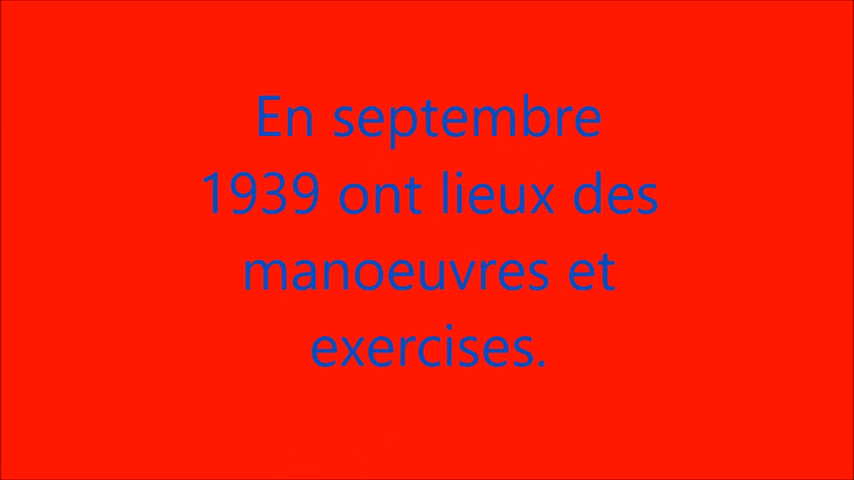 En septembre
1939 ont lieux des
manoeuvres et
exercises.